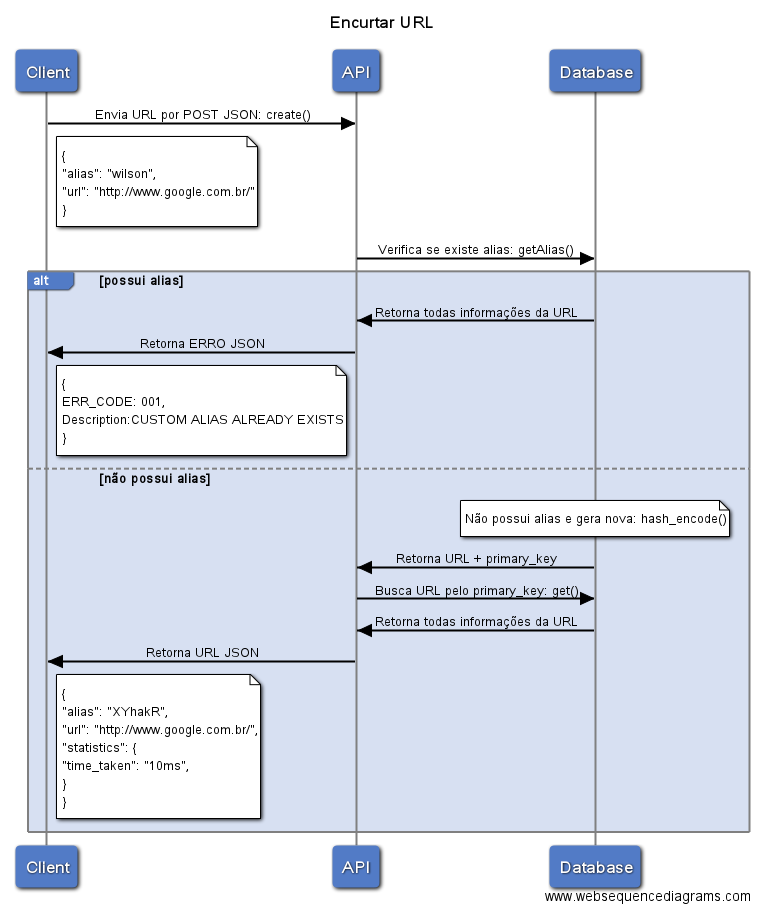 Encurtar URL
Client
API
Database
Envia URL por POST JSON: create()
{
"alias": "wilson",
"url": "http://www.google.com.br/"
}
Verifica se existe alias: getAlias()
alt
[possui alias]
Retorna todas informações da URL
Retorna ERRO JSON
{
ERR_CODE: 001,
Description:CUSTOM ALIAS ALREADY EXISTS
}
[não possui alias]
Não possui alias e gera nova: hash_encode()
Retorna URL + primary_key
Busca URL pelo primary_key: get()
Retorna todas informações da URL
Retorna URL JSON
{
"alias": "XYhakR",
"url": "http://www.google.com.br/",
"statistics": {
"time_taken": "10ms",
}
}
Client
API
Database
www.websequencediagrams.com